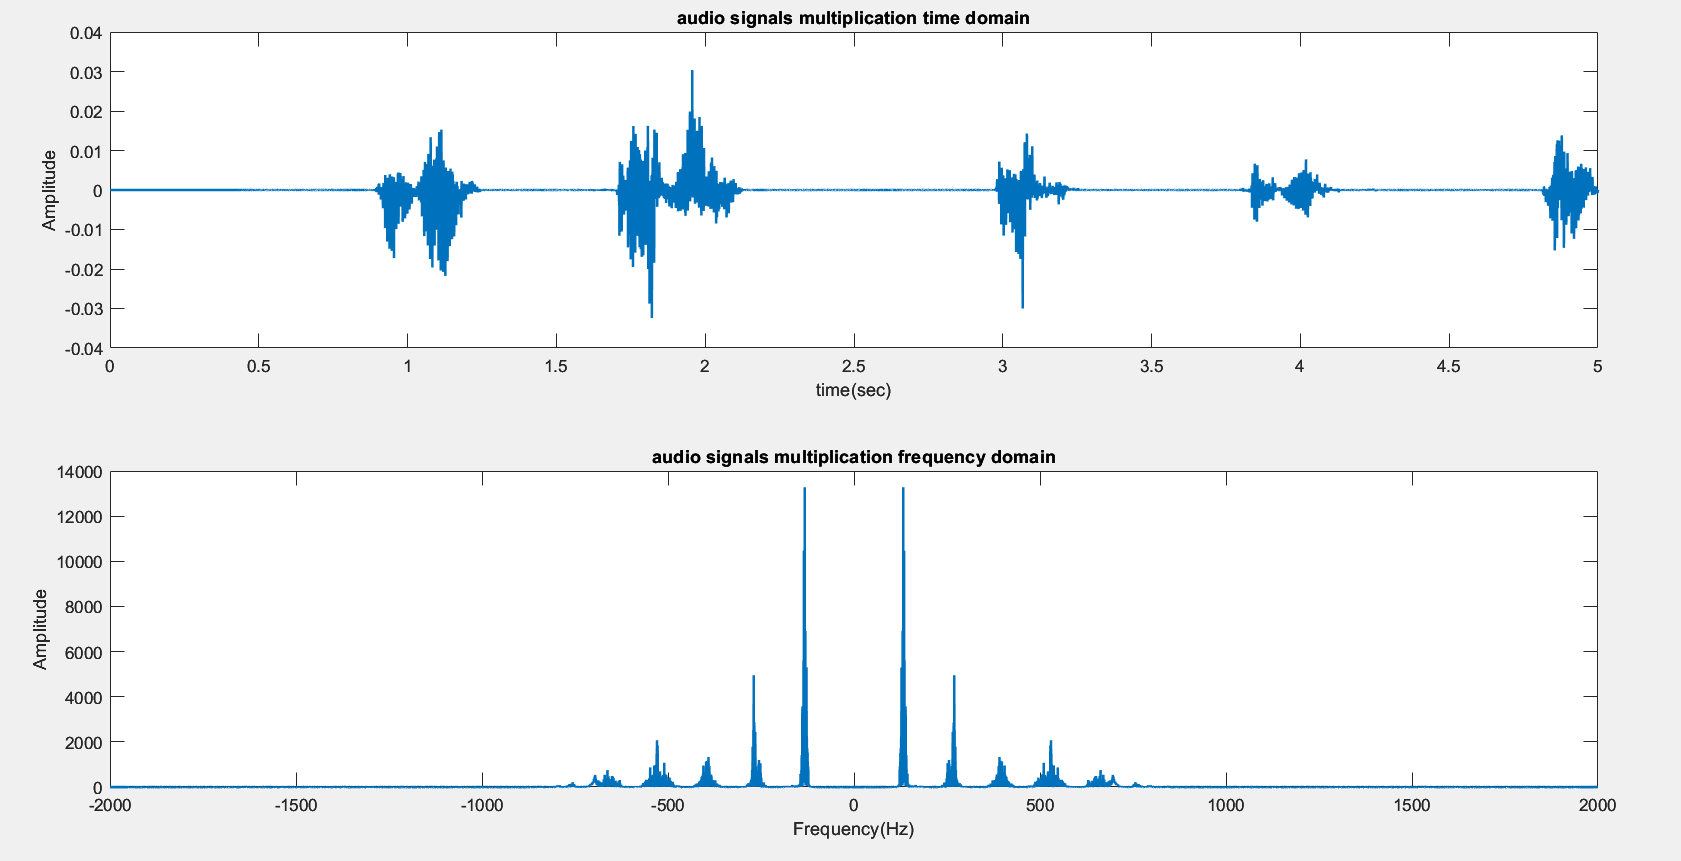 audio signals multiplication time domain
0.04
0.03
0.02
0.01
0
-0.01
-0.02
-0.03
-0.04
Amplitude
0 0.5 1 1.5 2 2.5 3 3.5 4 4.5 5
time(sec)
audio signals multiplication frequency domain
14000
12000
10000
8000
6000
4000
2000
0
Amplitude
-2000 -1500 -1000 -500 0 500 1000 1500 2000
Frequency(Hz)